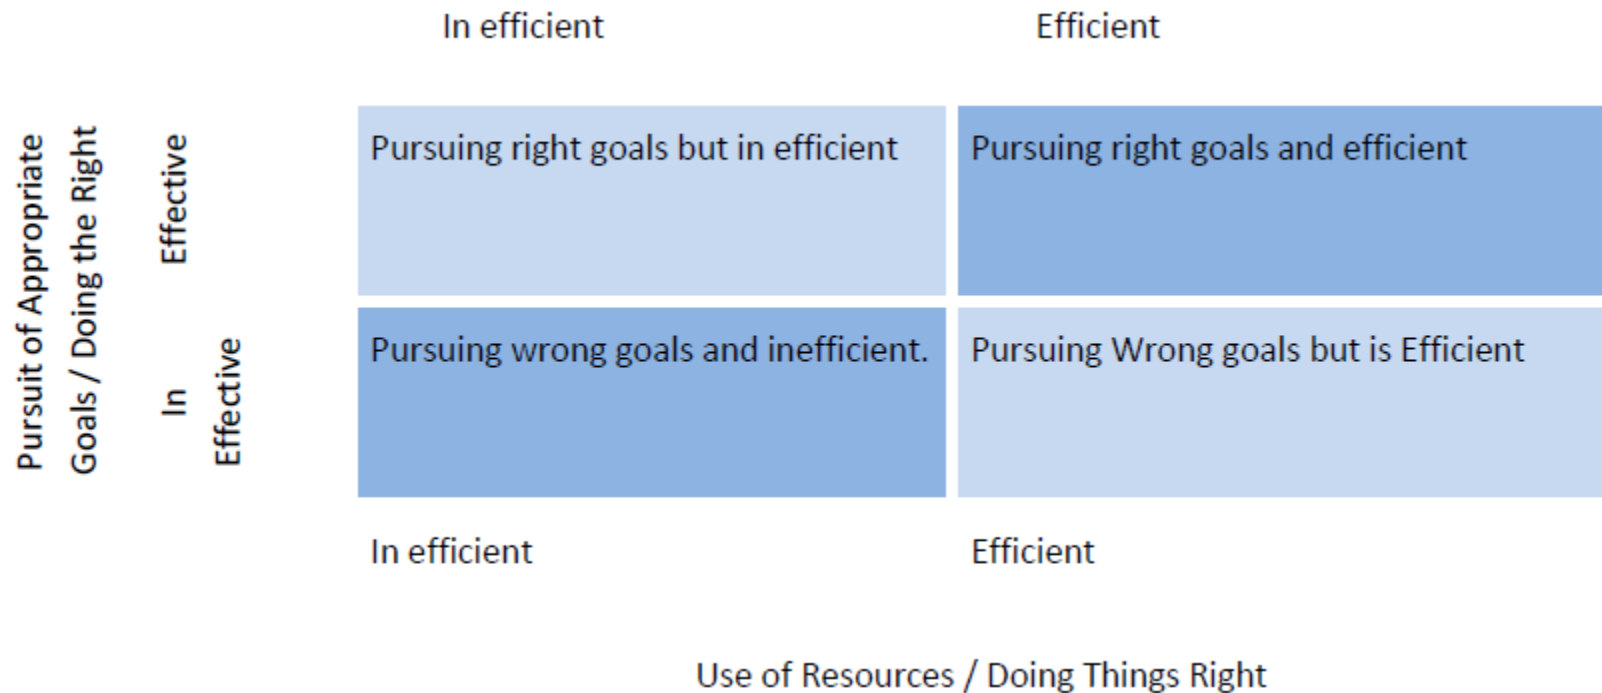 In efficient
Efficient
Pursuit of Appropriate
Goals / Doing the Right
Effective
Pursuing right goals but in efficient
Pursuing right goals and efficient
In
Effective
Pursuing wrong goals and inefficient.
Pursuing Wrong goals but is Efficient
In efficient
Efficient
Use of Resources / Doing Things Right